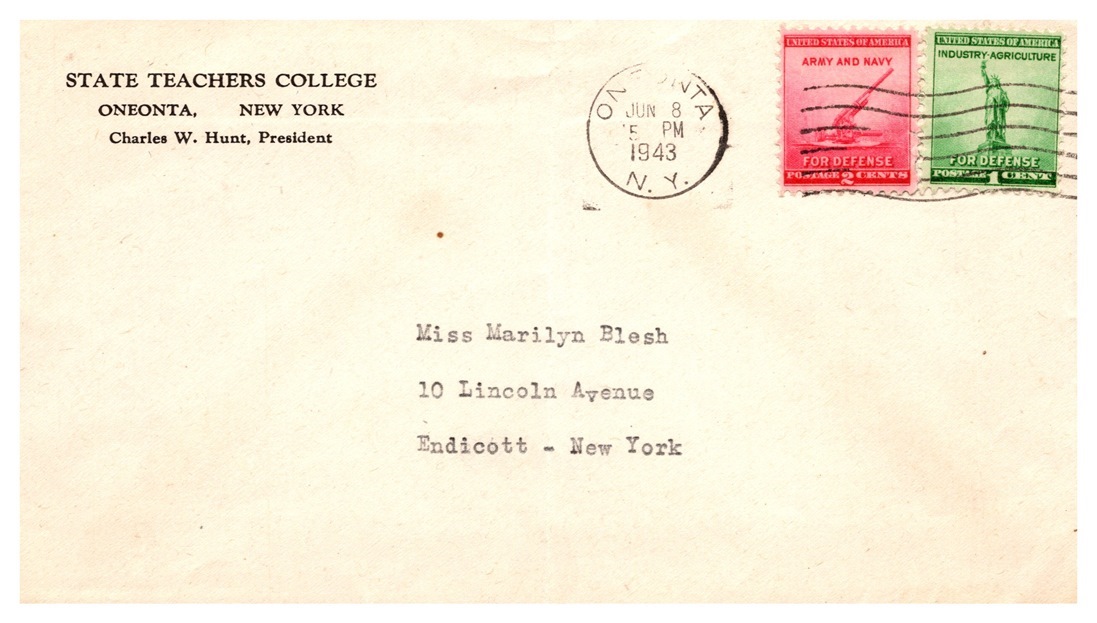 STATE TEACHERS COLLEGE
ONEONTA, NEW YORK
Charles W. Hunt, President
ONEONTA
JUN 8
5 PM
1943
N. Y.
UNITED STATES OF AMERICA
ARMY AND NAVY
FOR DEFENSE
POSTAGE 2 CENTS
UNITED STATES OF AMERICA
INDUSTRY-AGRICULTURE
FOR DEFENSE
POSTAGE 1 CENT
Miss Marilyn Blesh
10 Lincoln Avenue
Endicott - New York